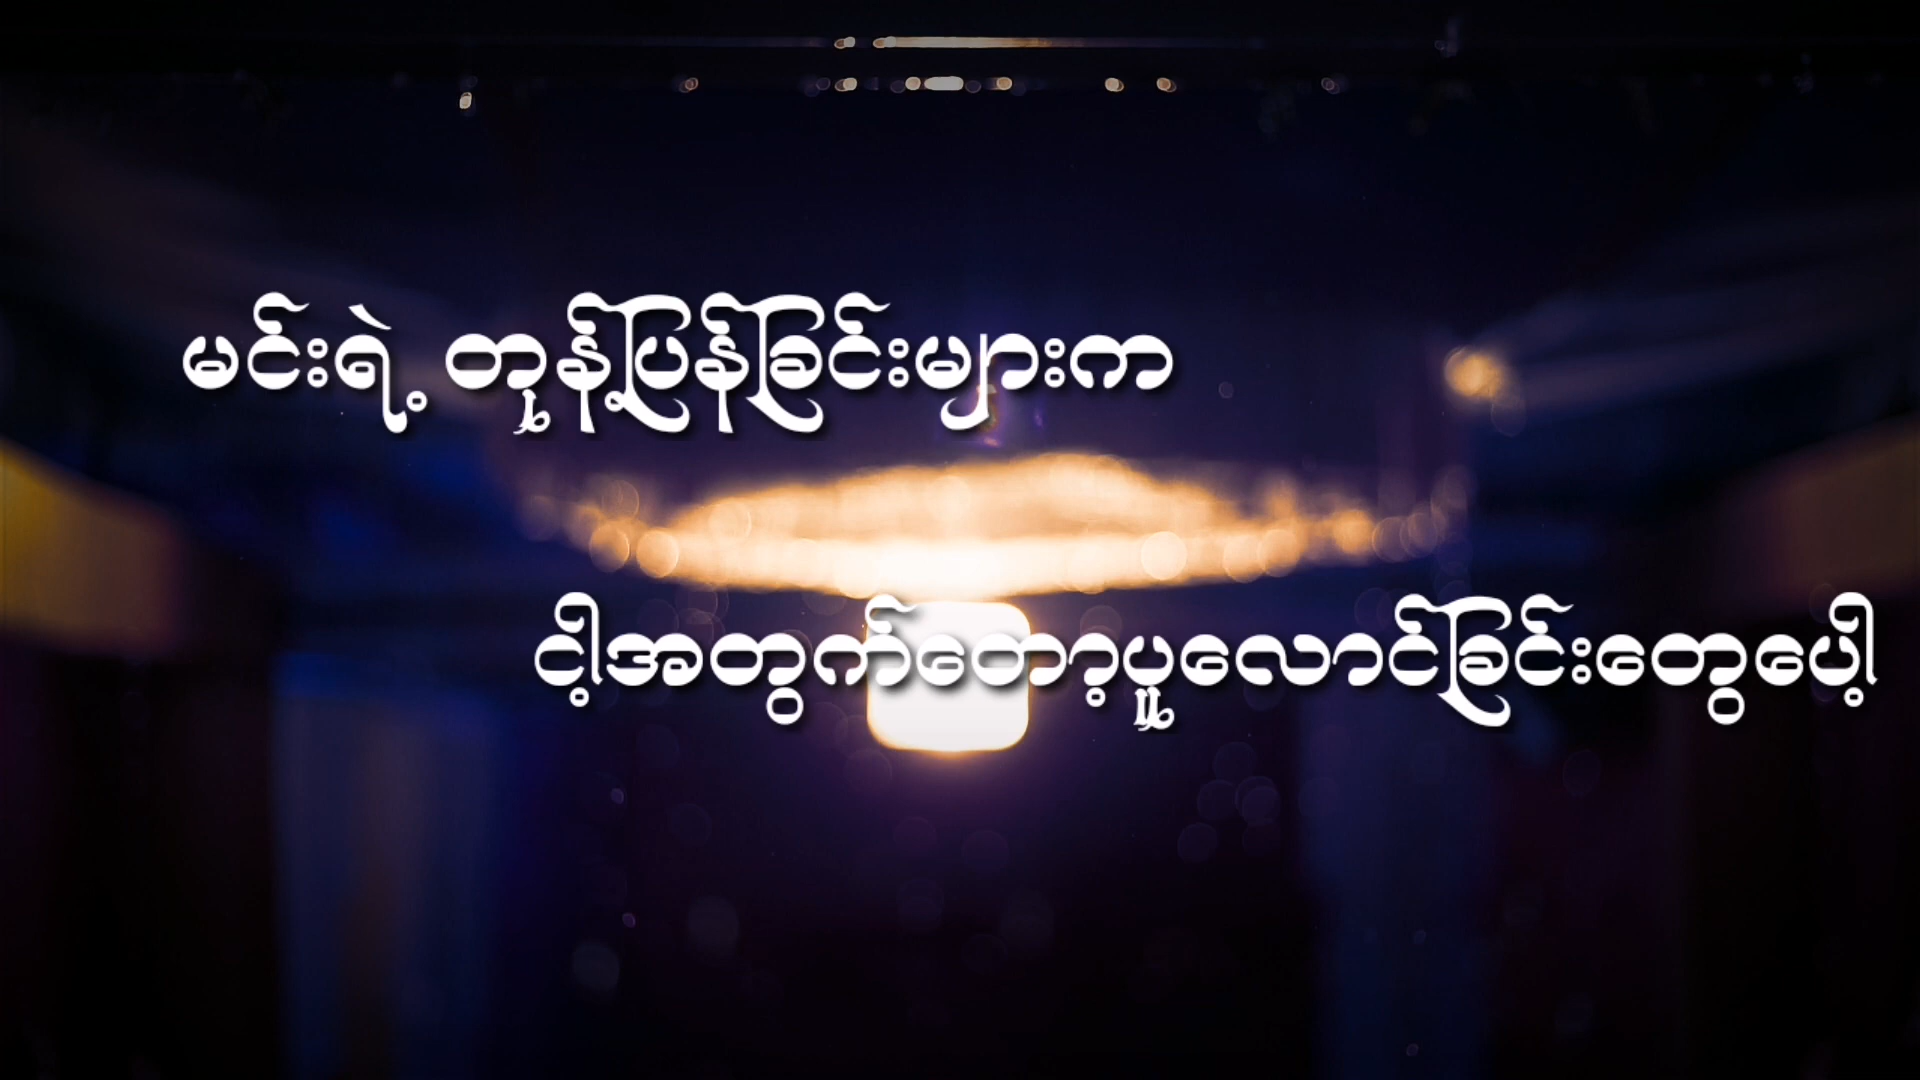 မင်းရဲ့ တုန့်ပြန်ခြင်းများက
ငါ့အတွက်တော့ပူလောင်ခြင်းတွေပေါ့